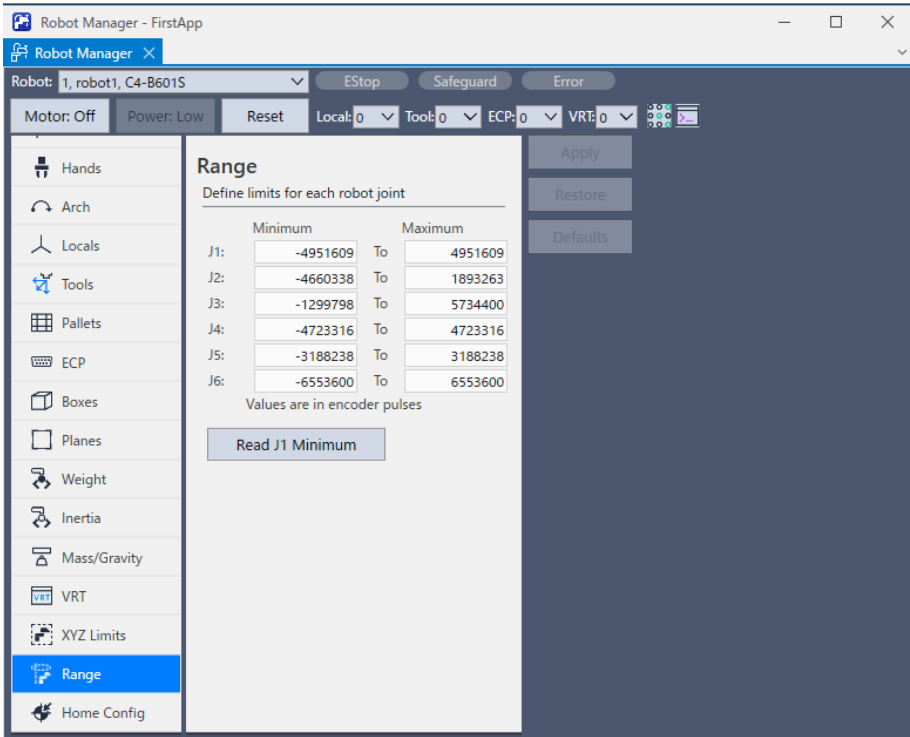 Robot Manager - FirstApp
Robot Manager
Robot: 1, robot1, C4-B601S EStop Safeguard Error
Motor: Off Power: Low Reset Local: 0 Tool: 0 ECP: 0 VRT: 0
Hands
Arch
Locals
Tools
Pallets
ECP
Boxes
Planes
Weight
Inertia
Mass/Gravity
VRT VRT
XYZ Limits
Range
Home Config
Range
Define limits for each robot joint
Minimum Maximum
J1: -4951609 To 4951609
J2: -4660338 To 1893263
J3: -1299798 To 5734400
J4: -4723316 To 4723316
J5: -3188238 To 3188238
J6: -6553600 To 6553600
Values are in encoder pulses
Read J1 Minimum
Apply
Restore
Defaults